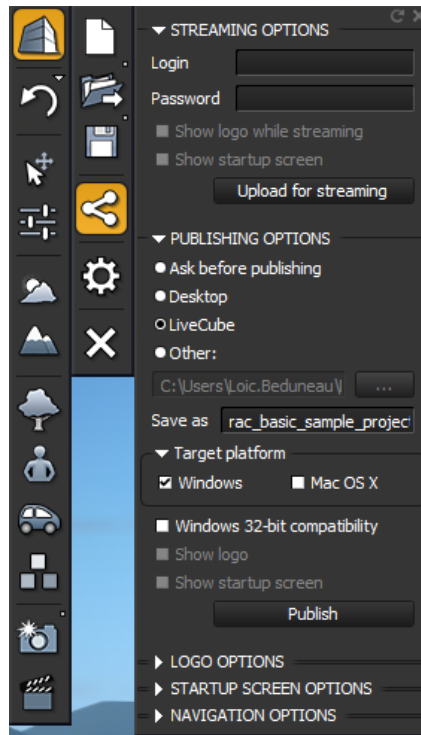 STREAMING OPTIONS
Login
Password
Show logo while streaming
Show startup screen
Upload for streaming
PUBLISHING OPTIONS
Ask before publishing
Desktop
LiveCube
Other:
C:\Users\Loic.Beduneau\
...
Save as rac_basic_sample_project
Target platform
Windows Mac OS X
Windows 32-bit compatibility
Show logo
Show startup screen
Publish
LOGO OPTIONS
STARTUP SCREEN OPTIONS
NAVIGATION OPTIONS